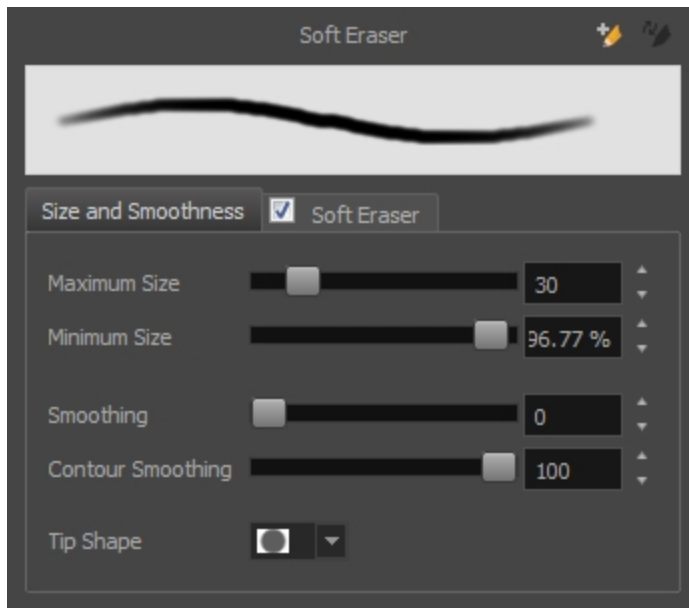 Soft Eraser
Size and Smoothness Soft Eraser
Maximum Size 30
Minimum Size 96.77 %
Smoothing 0
Contour Smoothing 100
Tip Shape